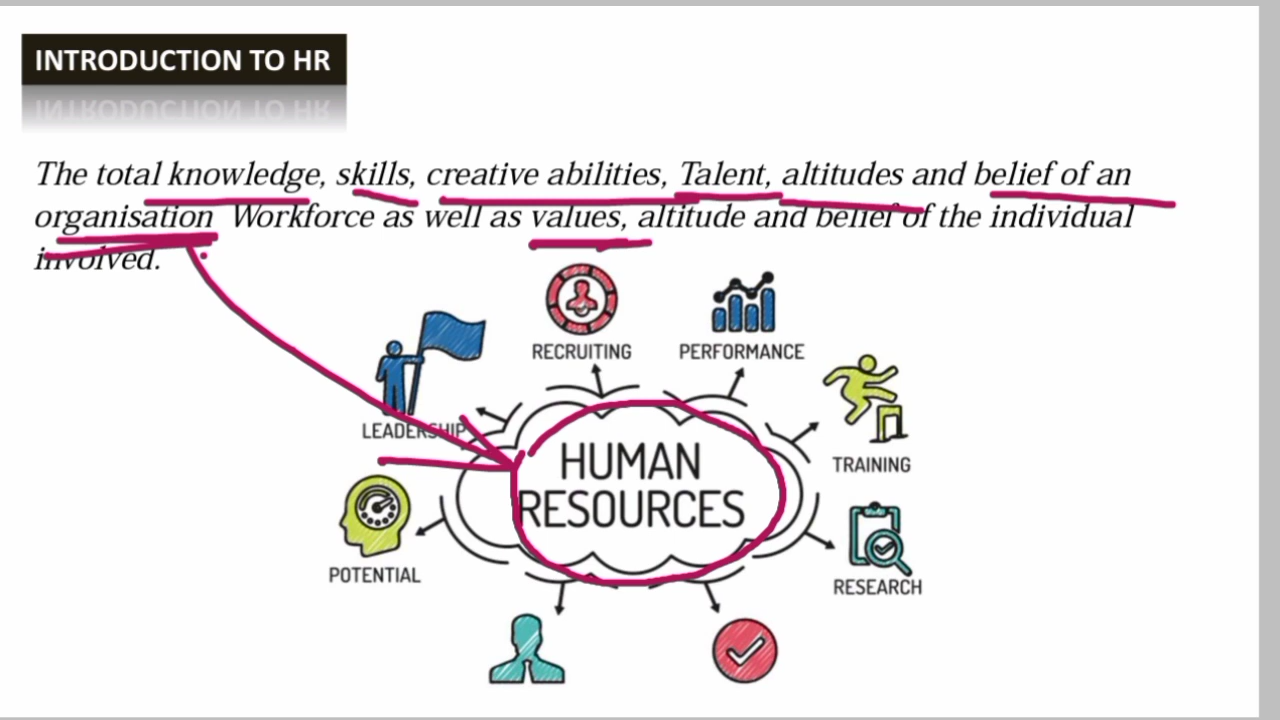 INTRODUCTION TO HR
The total knowledge, skills, creative abilities, Talent, altitudes and belief of an
organisation Workforce as well as values, altitude and belief of the individual
involved.
RECRUITING
PERFORMANCE
LEADERSHIP
HUMAN
RESOURCES
TRAINING
POTENTIAL
RESEARCH